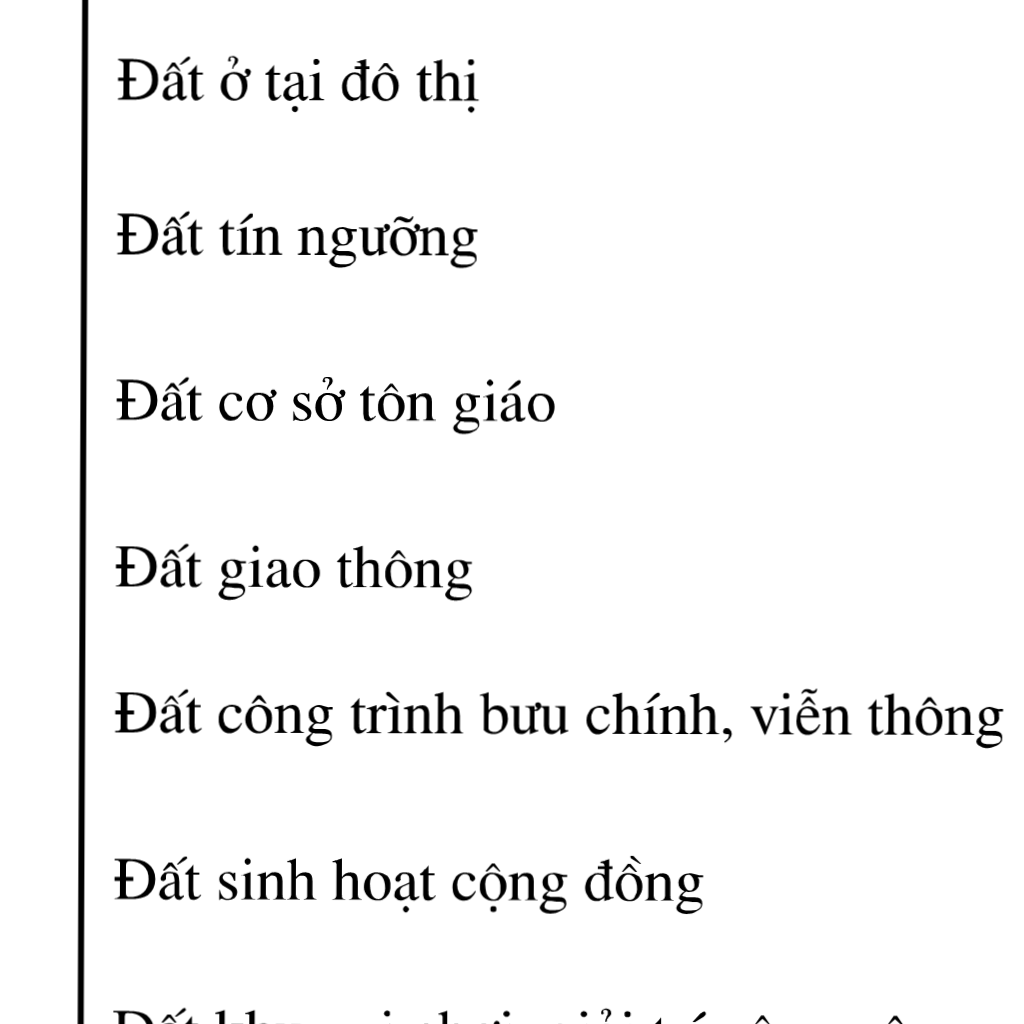 Đất ở tại đô thị
Đất tín ngưỡng
Đất cơ sở tôn giáo
Đất giao thông
Đất công trình bưu chính, viễn thông
Đất sinh hoạt cộng đồng